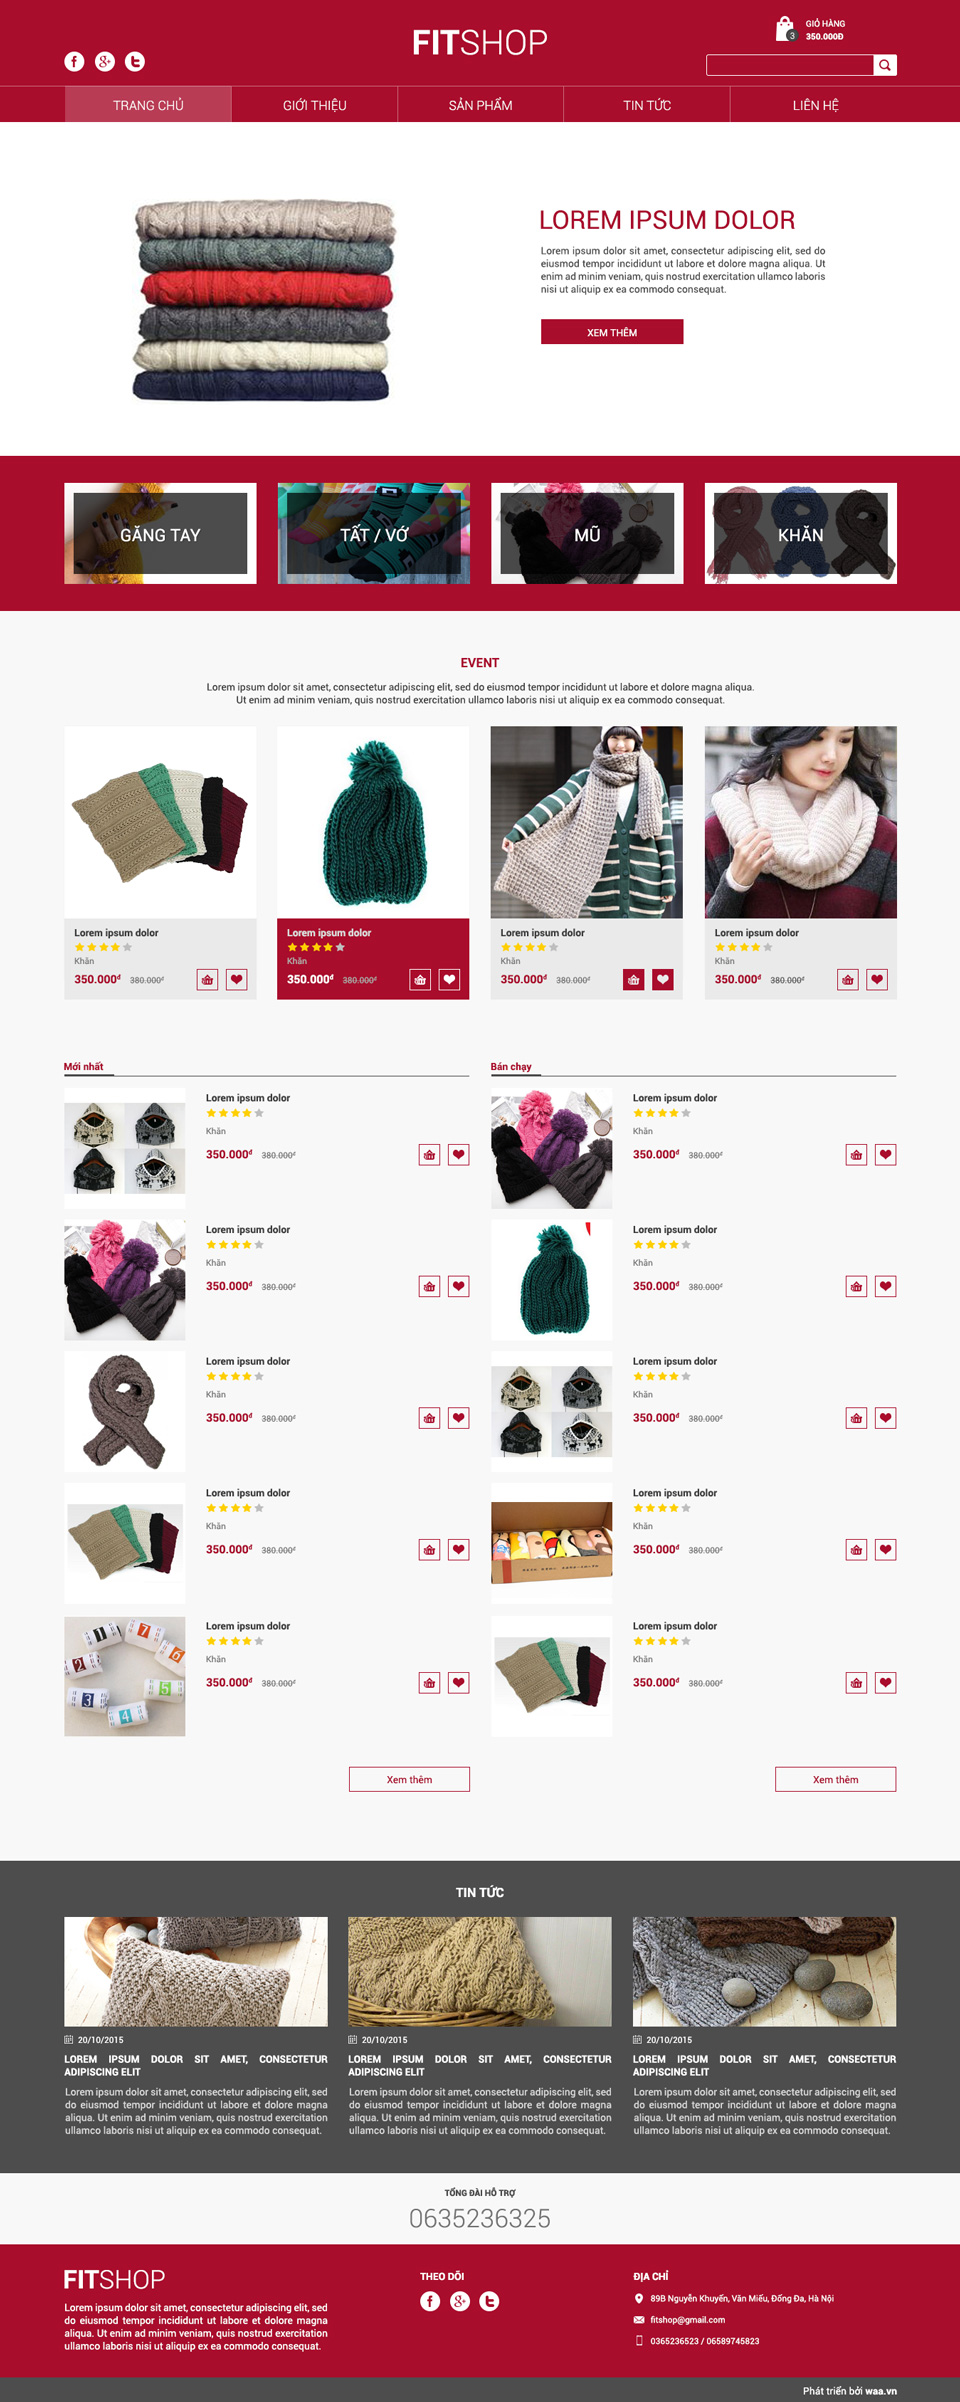 FITSHOP
GIỎ HÀNG
350.000Đ
3
TRANG CHỦ
GIỚI THIỆU
SẢN PHẨM
TIN TỨC
LIÊN HỆ
LOREM IPSUM DOLOR
Lorem ipsum dolor sit amet, consectetur adipiscing elit, sed do
eiusmod tempor incididunt ut labore et dolore magna aliqua. Ut
enim ad minim veniam, quis nostrud exercitation ullamco laboris
nisi ut aliquip ex ea commodo consequat.
XEM THÊM
GĂNG TAY
TẤT / VỚ
MŨ
KHĂN
EVENT
Lorem ipsum dolor sit amet, consectetur adipiscing elit, sed do eiusmod tempor incididunt ut labore et dolore magna aliqua.
Ut enim ad minim veniam, quis nostrud exercitation ullamco laboris nisi ut aliquip ex ea commodo consequat.
Lorem ipsum dolor
Khăn
350.000đ 380.000đ
Lorem ipsum dolor
Khăn
350.000đ 380.000đ
Lorem ipsum dolor
Khăn
350.000đ 380.000đ
Lorem ipsum dolor
Khăn
350.000đ 380.000đ
Mới nhất
Lorem ipsum dolor
Khăn
350.000đ 380.000đ
Lorem ipsum dolor
Khăn
350.000đ 380.000đ
Lorem ipsum dolor
Khăn
350.000đ 380.000đ
Lorem ipsum dolor
Khăn
350.000đ 380.000đ
1
7
2
6
3
5
4
Lorem ipsum dolor
Khăn
350.000đ 380.000đ
Xem thêm
Bán chạy
Lorem ipsum dolor
Khăn
350.000đ 380.000đ
Lorem ipsum dolor
Khăn
350.000đ 380.000đ
Lorem ipsum dolor
Khăn
350.000đ 380.000đ
Lorem ipsum dolor
Khăn
350.000đ 380.000đ
Lorem ipsum dolor
Khăn
350.000đ 380.000đ
Xem thêm
TIN TỨC
20/10/2015
LOREM IPSUM DOLOR SIT AMET, CONSECTETUR
ADIPISCING ELIT
Lorem ipsum dolor sit amet, consectetur adipiscing elit, sed
do eiusmod tempor incididunt ut labore et dolore magna
aliqua. Ut enim ad minim veniam, quis nostrud exercitation
ullamco laboris nisi ut aliquip ex ea commodo consequat.
20/10/2015
LOREM IPSUM DOLOR SIT AMET, CONSECTETUR
ADIPISCING ELIT
Lorem ipsum dolor sit amet, consectetur adipiscing elit, sed
do eiusmod tempor incididunt ut labore et dolore magna
aliqua. Ut enim ad minim veniam, quis nostrud exercitation
ullamco laboris nisi ut aliquip ex ea commodo consequat.
20/10/2015
LOREM IPSUM DOLOR SIT AMET, CONSECTETUR
ADIPISCING ELIT
Lorem ipsum dolor sit amet, consectetur adipiscing elit, sed
do eiusmod tempor incididunt ut labore et dolore magna
aliqua. Ut enim ad minim veniam, quis nostrud exercitation
ullamco laboris nisi ut aliquip ex ea commodo consequat.
TỔNG ĐÀI HỖ TRỢ
0635236325
FITSHOP
Lorem ipsum dolor sit amet, consectetur adipiscing elit, sed
do eiusmod tempor incididunt ut labore et dolore magna
aliqua. Ut enim ad minim veniam, quis nostrud exercitation
ullamco laboris nisi ut aliquip ex ea commodo consequat.
THEO DÕI
ĐỊA CHỈ
89B Nguyễn Khuyến, Văn Miếu, Đống Đa, Hà Nội
fitshop@gmail.com
0365236523 / 06589745823
Phát triển bởi waa.vn